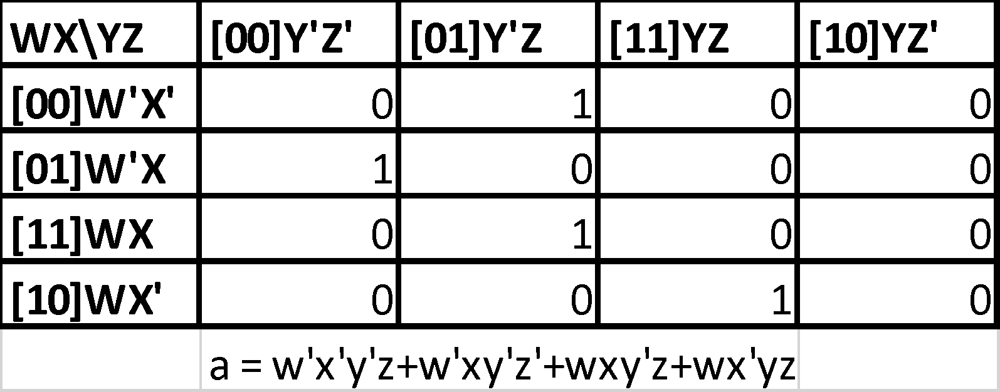 WX\YZ [00]Y'Z' [01]Y'Z [11]YZ [10]YZ'
[00]W'X' 0 1 0 0
[01]W'X 1 0 0 0
[11]WX 0 1 0 0
[10]WX' 0 0 1 0
a = w'x'y'z+w'xy'z'+wxy'z+wx'yz